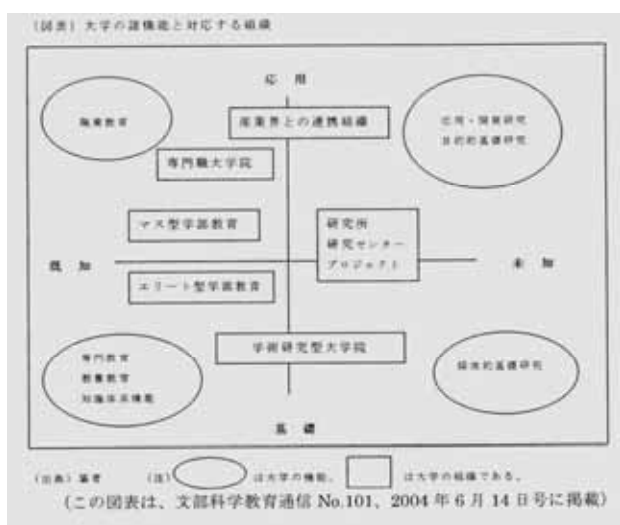 (図表)大学の諸機能と対応する組織
応 用
職業教育
産業界との連携組織
応用・開発研究
目的的基礎研究
専門職大学院
マス型学部教育
研究所
研究センター
プロジェクト
既 知
未 知
エリート型学部教育
学術研究型大学院
専門教育
教養教育
知識体系機能
基礎研究
基 礎
(出典)筆者 (注) は大学の機能、 は大学の組織である。
(この図表は、文部科学教育通信 No.101、2004年6月14日号に掲載)